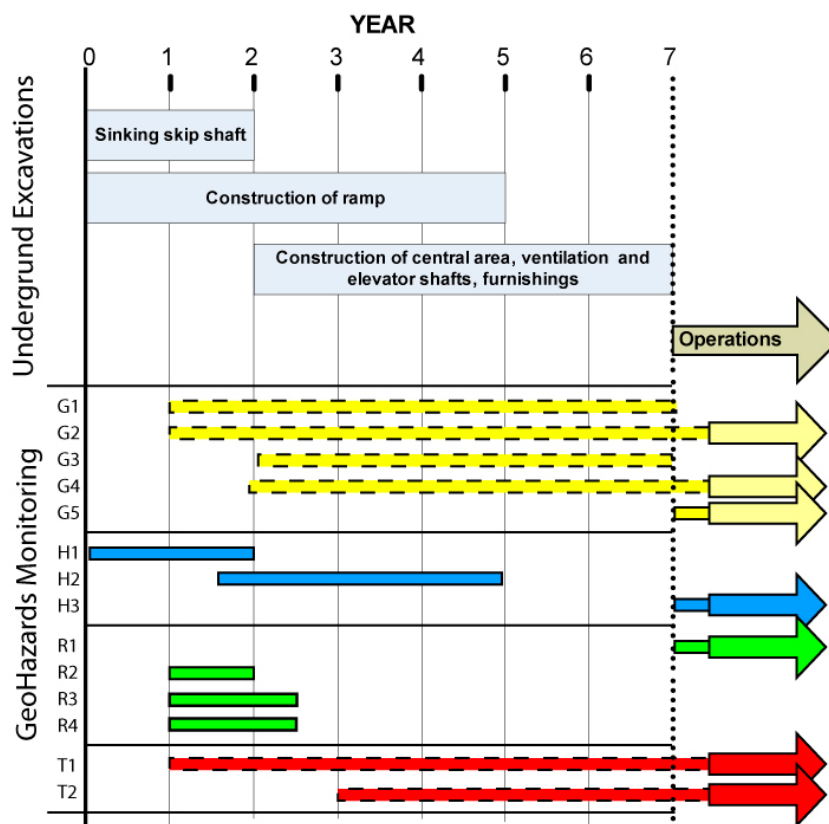 YEAR
0 1 2 3 4 5 6 7
Undergrund Excavations
Sinking skip shaft
Construction of ramp
Construction of central area, ventilation and
elevator shafts, furnishings
Operations
GeoHazards Monitoring
G1
G2
G3
G4
G5
H1
H2
H3
R1
R2
R3
R4
T1
T2